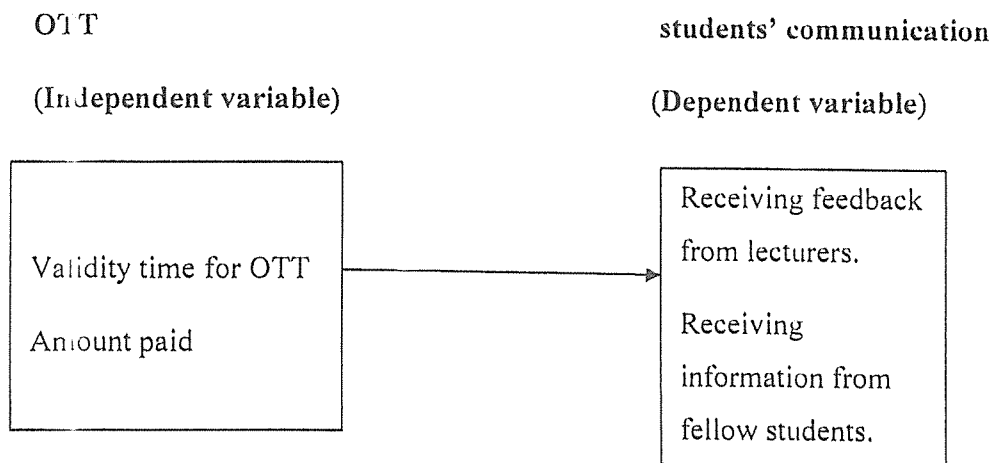 OTT
(Independent variable)
Validity time for OTT
Amount paid
students' communication
(Dependent variable)
Receiving feedback
from lecturers.
Receiving
information from
fellow students.